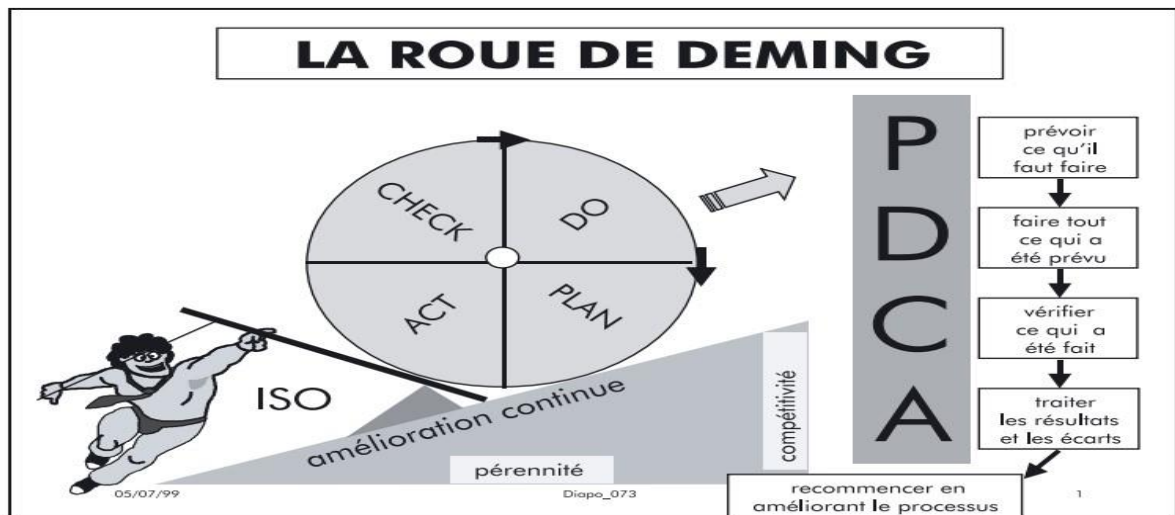 LA ROUE DE DEMING
CHECK
DO
ACT
PLAN
ISO
amélioration continue
pérennité
compétitivité
P
D
C
A
prévoir
ce qu'il
faut faire
faire tout
ce qui a
été prévu
vérifier
ce qui a
été fait
traiter
les résultats
et les écarts
recommencer en
améliorant le processus
05/07/99
Diapo_073
1